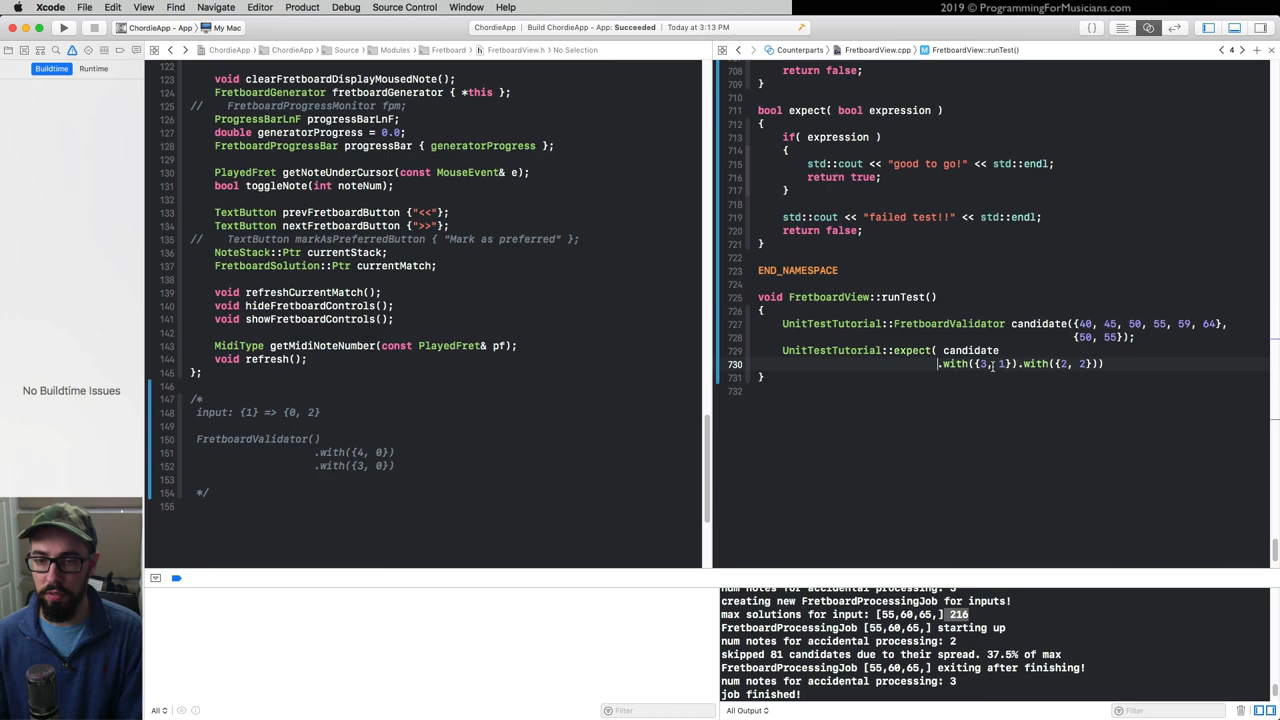 2019 © ProgrammingForMusicians.com
Xcode File Edit View Find Navigate Editor Product Debug Source Control Window Help
ChordieApp - App My Mac
ChordieApp | Build ChordieApp: Succeeded | Today at 3:13 PM
ChordieApp ChordieApp Source Modules Fretboard FretboardView.h No Selection
Counterparts FretboardView.cpp FretboardView::runTest() 4
Buildtime Runtime
No Buildtime Issues
122
123 void clearFretboardDisplayMousedNote();
124 FretboardGenerator fretboardGenerator { *this };
125 // FretboardProgressMonitor fpm;
126 ProgressBarLnF progressBarLnF;
127 double generatorProgress = 0.0;
128 FretboardProgressBar progressBar { generatorProgress };
129
130 PlayedFret getNoteUnderCursor(const MouseEvent& e);
131 bool toggleNote(int noteNum);
132
133 TextButton prevFretboardButton {"<<"};
134 TextButton nextFretboardButton {">>"};
135 // TextButton markAsPreferredButton { "Mark as preferred" };
136 NoteStack::Ptr currentStack;
137 FretboardSolution::Ptr currentMatch;
138
139 void refreshCurrentMatch();
140 void hideFretboardControls();
141 void showFretboardControls();
142
143 MidiType getMidiNoteNumber(const PlayedFret& pf);
144 void refresh();
145 };
146
147 /*
148 input: {1} => {0, 2}
149
150 FretboardValidator()
151 .with({4, 0})
152 .with({3, 0})
153
154 */
155
708 return false;
709 }
710
711 bool expect( bool expression )
712 {
713 if( expression )
714 {
715 std::cout << "good to go!" << std::endl;
716 return true;
717 }
718
719 std::cout << "failed test!!" << std::endl;
720 return false;
721 }
722
723 END_NAMESPACE
724
725 void FretboardView::runTest()
726 {
727 UnitTestTutorial::FretboardValidator candidate({40, 45, 50, 55, 59, 64},
728 {50, 55});
729 UnitTestTutorial::expect( candidate
730 .with({3, 1}).with({2, 2}))
731 }
732
num notes for accidental processing: 3
creating new FretboardProcessingJob for inputs!
max solutions for input: [55,60,65,] 216
FretboardProcessingJob [55,60,65,] starting up
num notes for accidental processing: 2
skipped 81 candidates due to their spread. 37.5% of max
FretboardProcessingJob [55,60,65,] exiting after finishing!
num notes for accidental processing: 3
job finished!
All Filter All Output Filter